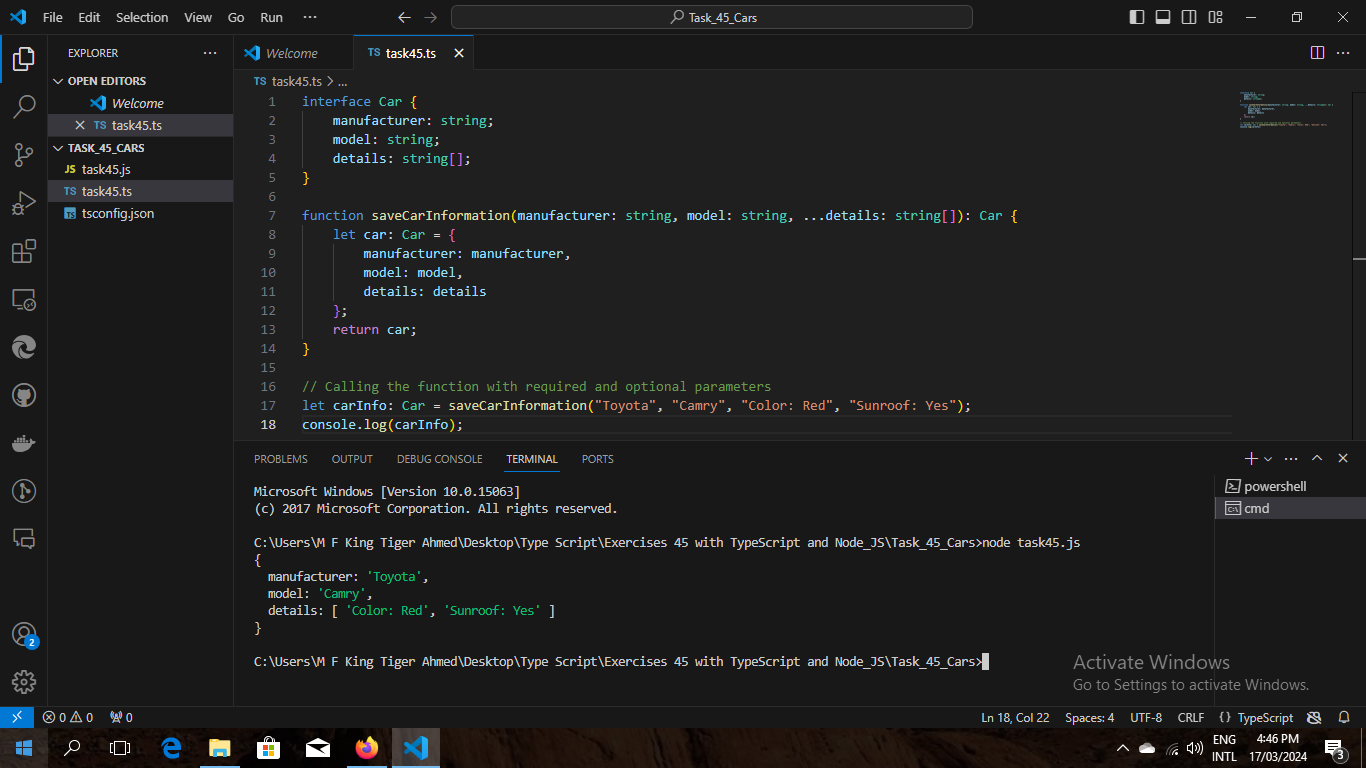 File Edit Selection View Go Run ...
Task_45_Cars
EXPLORER
OPEN EDITORS
Welcome
TS task45.ts
TASK_45_CARS
JS task45.js
TS task45.ts
TS tsconfig.json
2
Welcome
TS task45.ts
TS task45.ts > ...
1 interface Car {
2     manufacturer: string;
3     model: string;
4     details: string[];
5 }
6
7 function saveCarInformation(manufacturer: string, model: string, ...details: string[]): Car {
8     let car: Car = {
9         manufacturer: manufacturer,
10         model: model,
11         details: details
12     };
13     return car;
14 }
15
16 // Calling the function with required and optional parameters
17 let carInfo: Car = saveCarInformation("Toyota", "Camry", "Color: Red", "Sunroof: Yes");
18 console.log(carInfo);
PROBLEMS OUTPUT DEBUG CONSOLE TERMINAL PORTS
powershell
cmd
Microsoft Windows [Version 10.0.15063]
(c) 2017 Microsoft Corporation. All rights reserved.
C:\Users\M F King Tiger Ahmed\Desktop\Type Script\Exercises 45 with TypeScript and Node_JS\Task_45_Cars>node task45.js
{
  manufacturer: 'Toyota',
  model: 'Camry',
  details: [ 'Color: Red', 'Sunroof: Yes' ]
}
C:\Users\M F King Tiger Ahmed\Desktop\Type Script\Exercises 45 with TypeScript and Node_JS\Task_45_Cars>
Activate Windows
Go to Settings to activate Windows.
0 0 0 Ln 18, Col 22 Spaces: 4 UTF-8 CRLF {} TypeScript
ENG
INTL
4:46 PM
17/03/2024
3